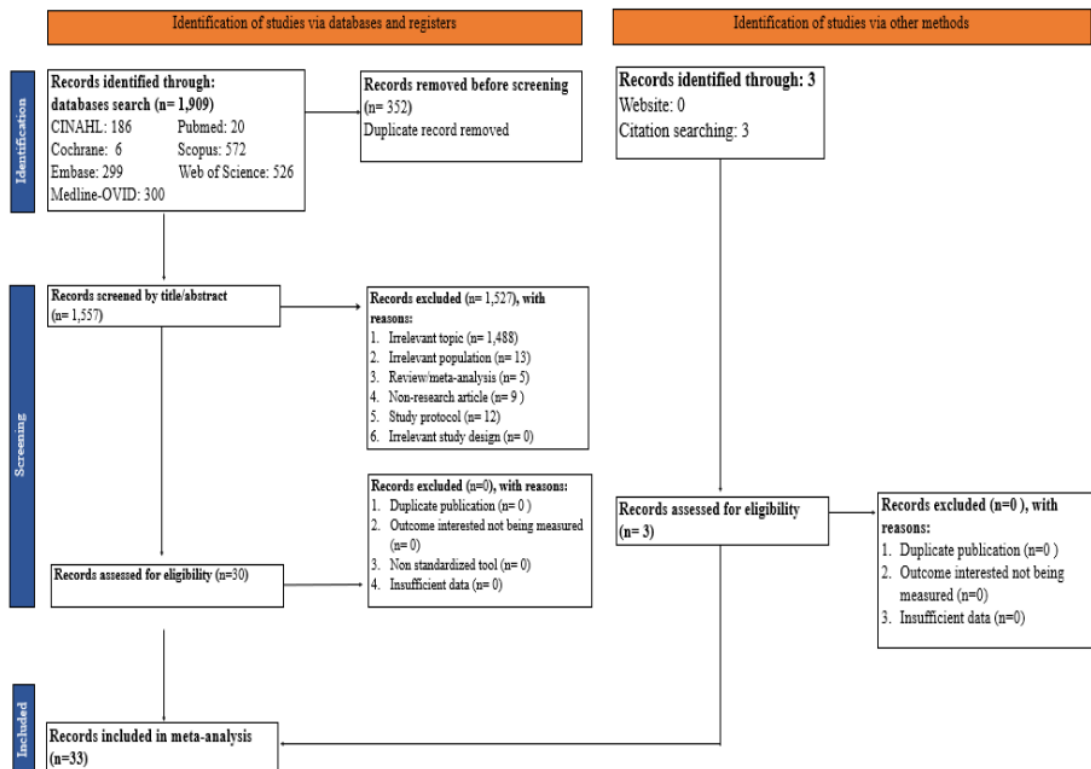 Identification of studies via databases and registers
Identification of studies via other methods
Identification
Records identified through:
databases search (n= 1,909)
CINAHL: 186 Pubmed: 20
Cochrane: 6 Scopus: 572
Embase: 299 Web of Science: 526
Medline-OVID: 300
Records removed before screening
(n= 352)
Duplicate record removed
Records identified through: 3
Website: 0
Citation searching: 3
Screening
Records screened by title/abstract
(n= 1,557)
Records excluded (n= 1,527), with
reasons:
1. Irrelevant topic (n= 1,488)
2. Irrelevant population (n= 13)
3. Review/meta-analysis (n= 5)
4. Non-research article (n= 9 )
5. Study protocol (n= 12)
6. Irrelevant study design (n= 0)
Records assessed for eligibility (n=30)
Records excluded (n=0), with reasons:
1. Duplicate publication (n= 0 )
2. Outcome interested not being measured
(n= 0)
3. Non standardized tool (n= 0)
4. Insufficient data (n= 0)
Records assessed for eligibility
(n= 3)
Records excluded (n=0 ), with
reasons:
1. Duplicate publication (n=0 )
2. Outcome interested not being
measured (n=0)
3. Insufficient data (n=0)
Included
Records included in meta-analysis
(n=33)